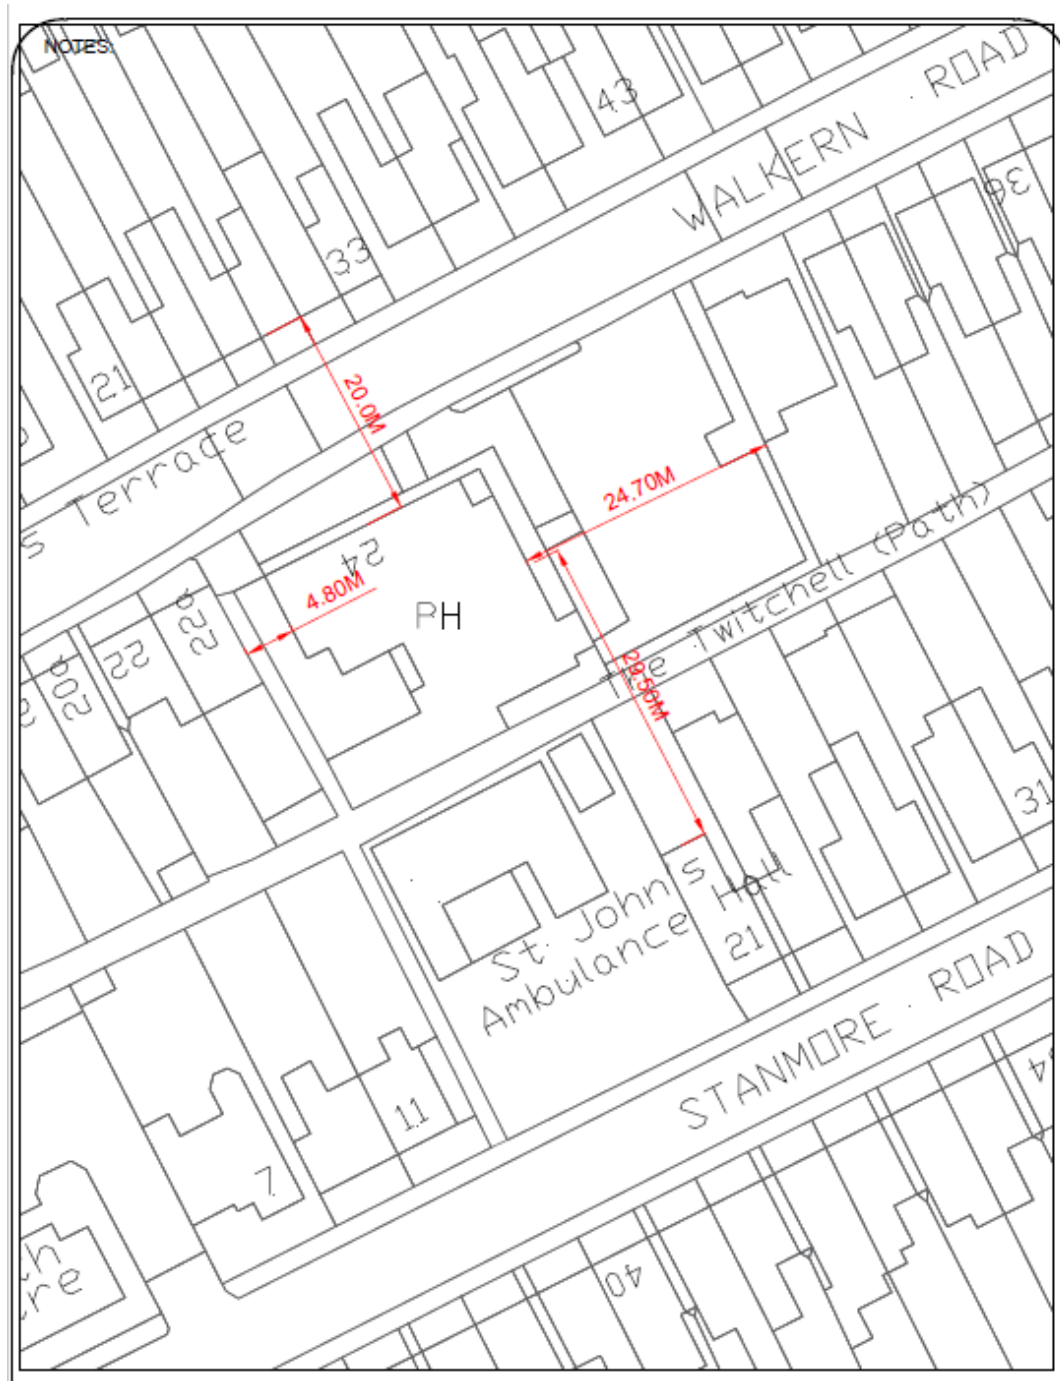 NOTES:
43
WALKERN . ROAD
36
33
21
20.0M
s Terrace
24.70M
24
4.80M
PH
The Twitchell (Path)
22a
22
20a
29.50M
31
St. John's
Ambulance Hall
21
STANMORE . ROAD
11
7
40